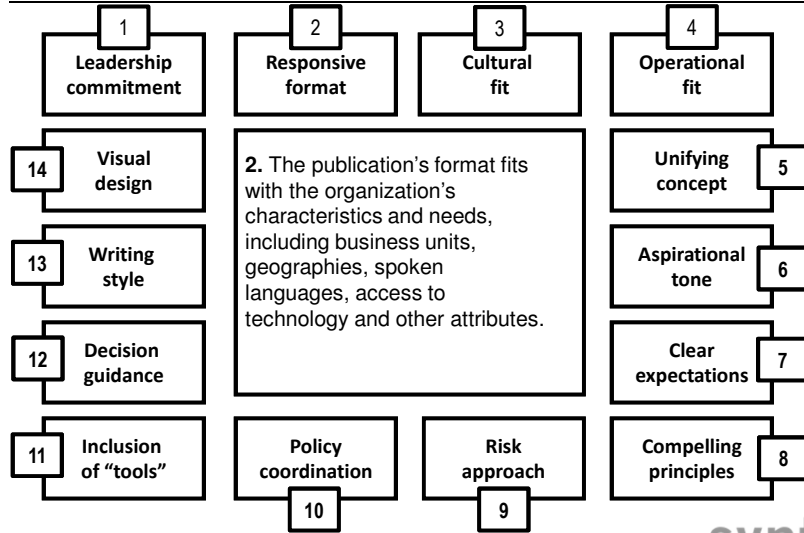 1
Leadership
commitment
2
Responsive
format
3
Cultural
fit
4
Operational
fit
14
Visual
design
2. The publication’s format fits
with the organization’s
characteristics and needs,
including business units,
geographies, spoken
languages, access to
technology and other attributes.
Unifying
concept
5
13
Writing
style
Aspirational
tone
6
12
Decision
guidance
Clear
expectations
7
11
Inclusion
of “tools”
Policy
coordination
10
Risk
approach
9
Compelling
principles
8